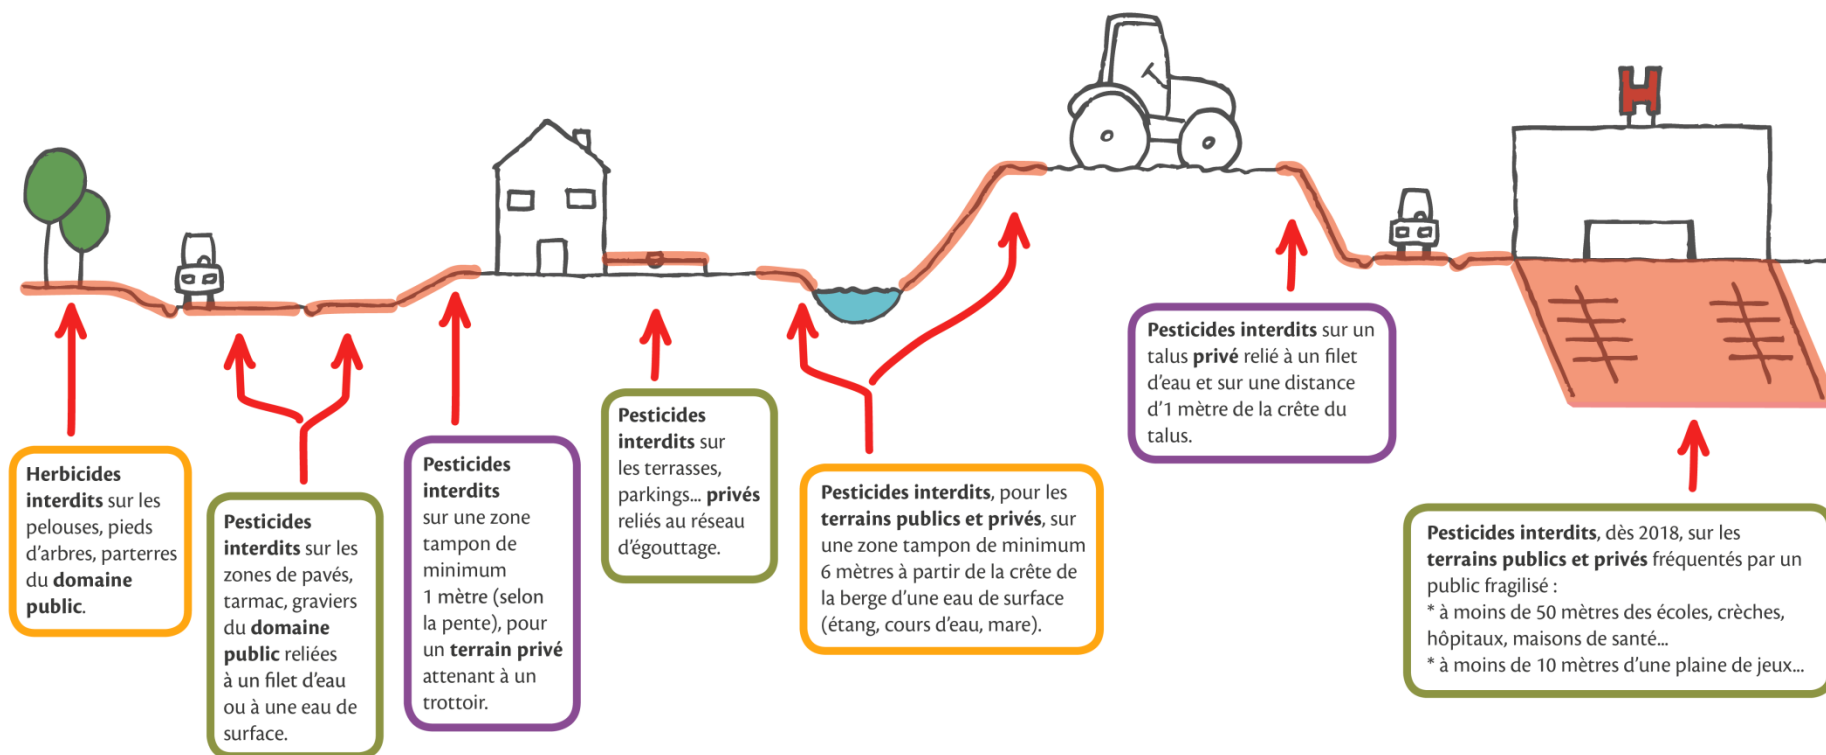 H
Herbicides
interdits sur les
pelouses, pieds
d’arbres, parterres
du domaine
public.
Pesticides
interdits sur les
zones de pavés,
tarmac, graviers
du domaine
public reliées
à un filet d’eau
ou à une eau de
surface.
Pesticides
interdits
sur une zone
tampon de
minimum
1 mètre (selon
la pente), pour
un terrain privé
attenant à un
trottoir.
Pesticides
interdits sur
les terrasses,
parkings... privés
reliés au réseau
d’égouttage.
Pesticides interdits, pour les
terrains publics et privés, sur
une zone tampon de minimum
6 mètres à partir de la crête de
la berge d’une eau de surface
(étang, cours d’eau, mare).
Pesticides interdits sur un
talus privé relié à un filet
d’eau et sur une distance
d’1 mètre de la crête du
talus.
Pesticides interdits, dès 2018, sur les
terrains publics et privés fréquentés par un
public fragilisé :
* à moins de 50 mètres des écoles, crèches,
hôpitaux, maisons de santé...
* à moins de 10 mètres d’une plaine de jeux...